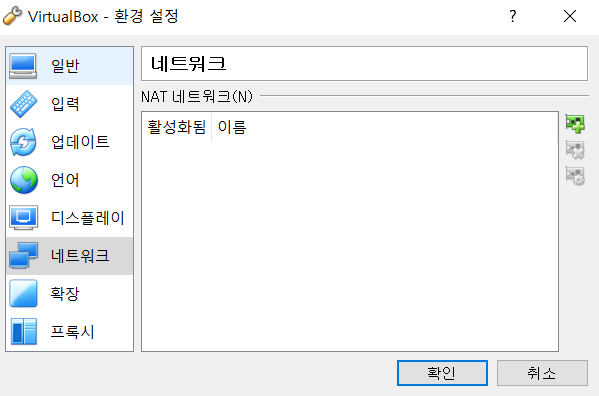 VirtualBox - 환경 설정
?
일반
입력
업데이트
언어
디스플레이
네트워크
확장
프록시
네트워크
NAT 네트워크(N)
활성화됨 이름
확인 취소